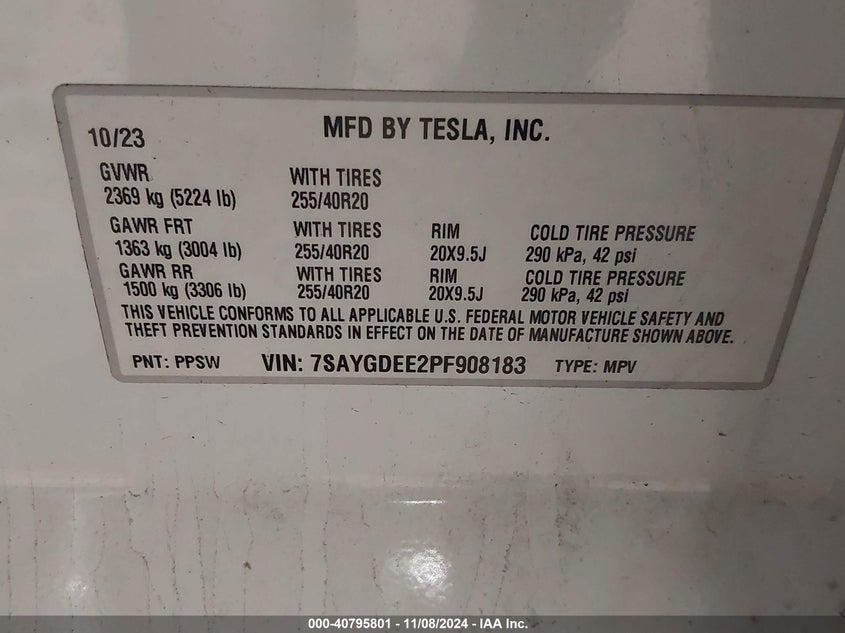 MFD BY TESLA, INC.
10/23
GVWR WITH TIRES
2369 kg (5224 lb) 255/40R20
GAWR FRT WITH TIRES RIM COLD TIRE PRESSURE
1363 kg (3004 lb) 255/40R20 20X9.5J 290 kPa, 42 psi
GAWR RR WITH TIRES RIM COLD TIRE PRESSURE
1500 kg (3306 lb) 255/40R20 20X9.5J 290 kPa, 42 psi
THIS VEHICLE CONFORMS TO ALL APPLICABLE U.S. FEDERAL MOTOR VEHICLE SAFETY AND
THEFT PREVENTION STANDARDS IN EFFECT ON THE DATE OF MANUFACTURE SHOWN ABOVE.
PNT: PPSW VIN: 7SAYGDEE2PF908183 TYPE: MPV
000-40795801 - 11/08/2024 - IAA Inc.